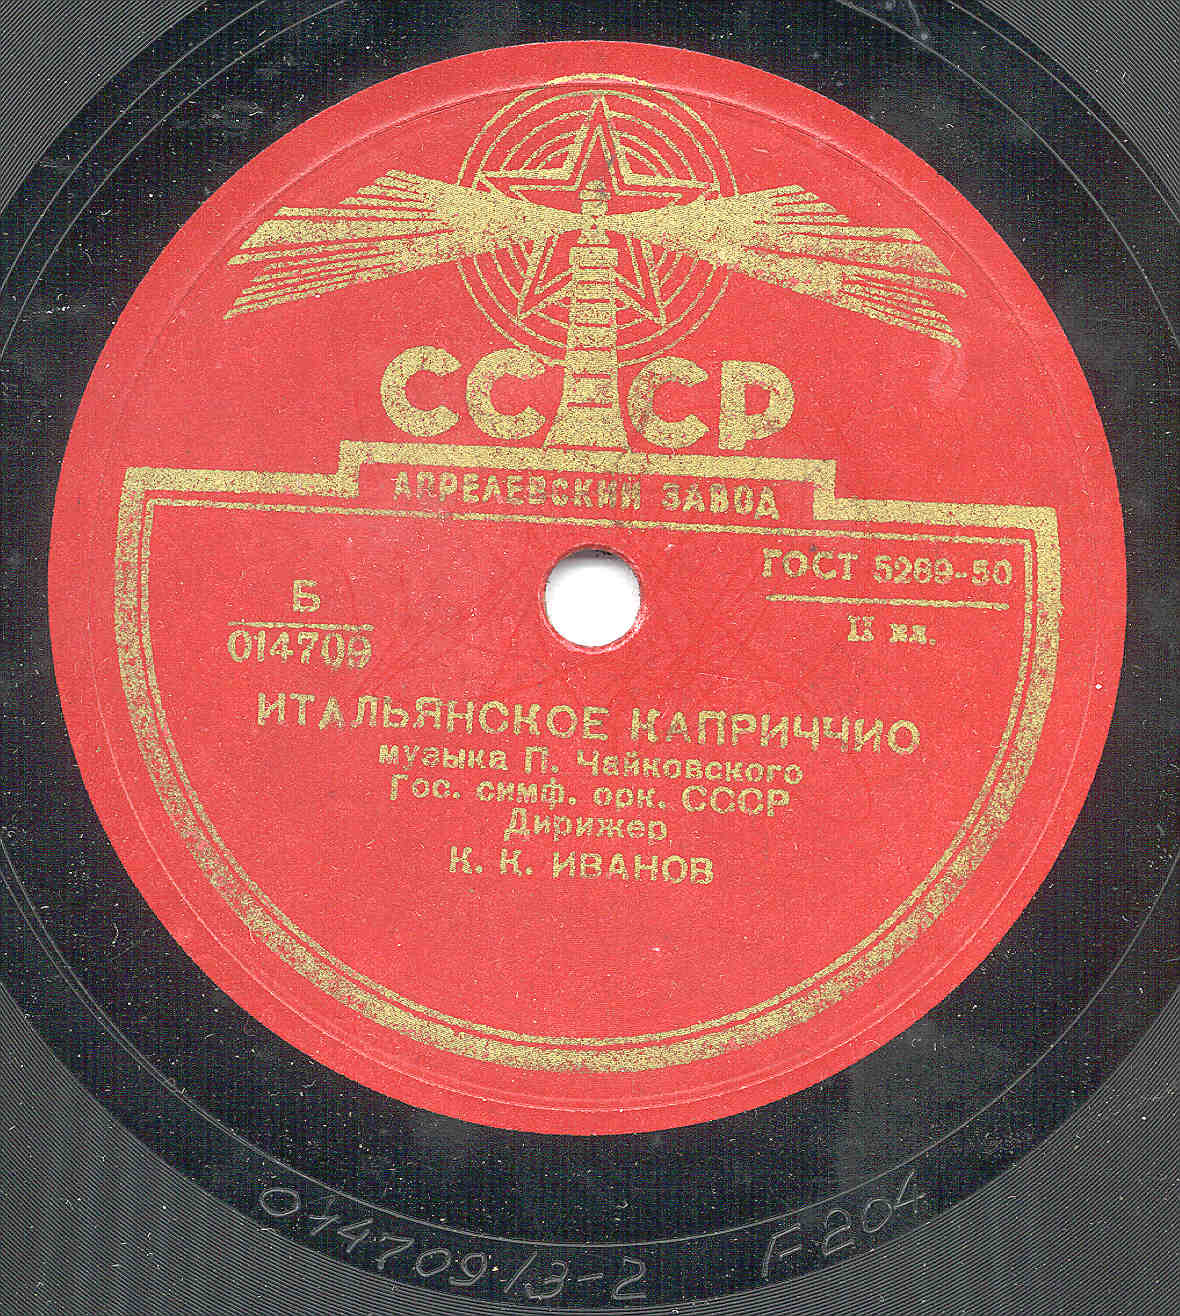 СССР
АПРЕЛЕВСКИЙ ЗАВОД
ГОСТ 5289-50
II кл.
Б
014709
ИТАЛЬЯНСКОЕ КАПРИЧЧИО
музыка П. Чайковского
Гос. симф. орк. СССР
Дирижер
К. К. ИВАНОВ
014709/3-2 F204